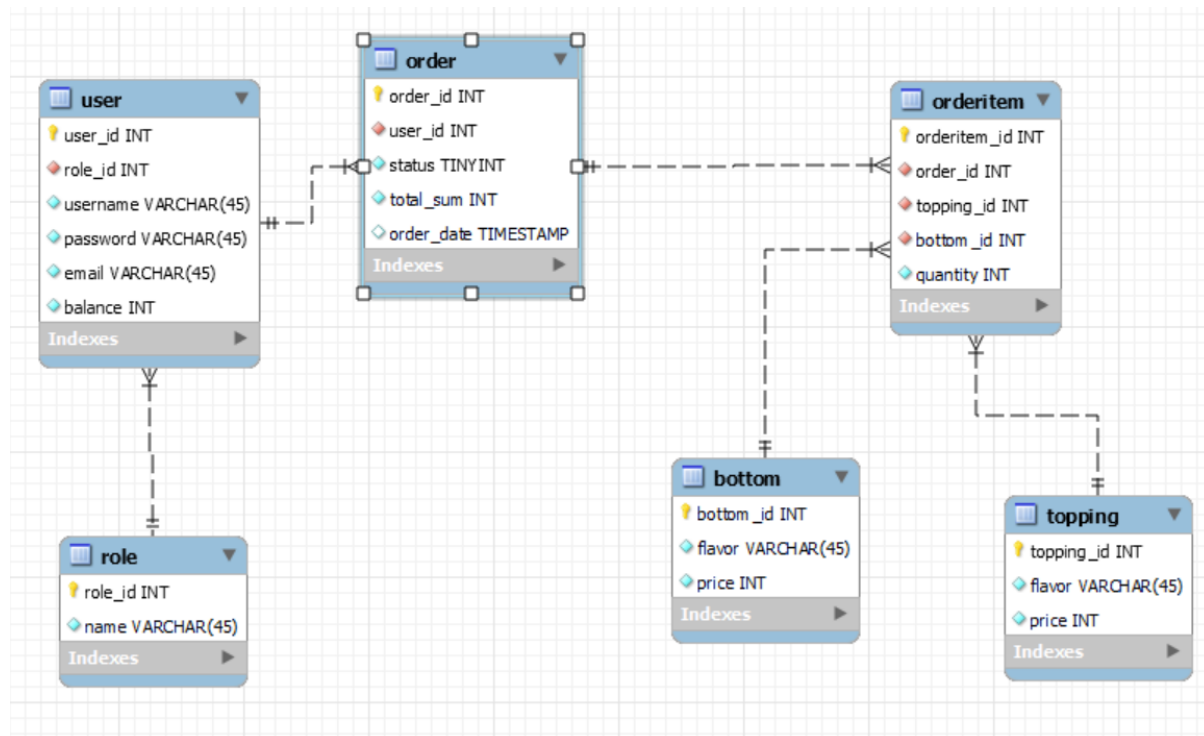 user
user_id INT
role_id INT
username VARCHAR(45)
password VARCHAR(45)
email VARCHAR(45)
balance INT
Indexes
order
order_id INT
user_id INT
status TINYINT
total_sum INT
order_date TIMESTAMP
Indexes
orderitem
orderitem_id INT
order_id INT
topping_id INT
bottom_id INT
quantity INT
Indexes
role
role_id INT
name VARCHAR(45)
Indexes
bottom
bottom_id INT
flavor VARCHAR(45)
price INT
Indexes
topping
topping_id INT
flavor VARCHAR(45)
price INT
Indexes